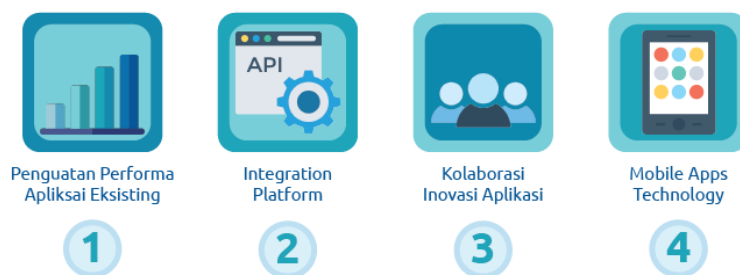 API
Penguatan Performa
Apliksai Eksisting
Integration
Platform
Kolaborasi
Inovasi Aplikasi
Mobile Apps
Technology
1
2
3
4